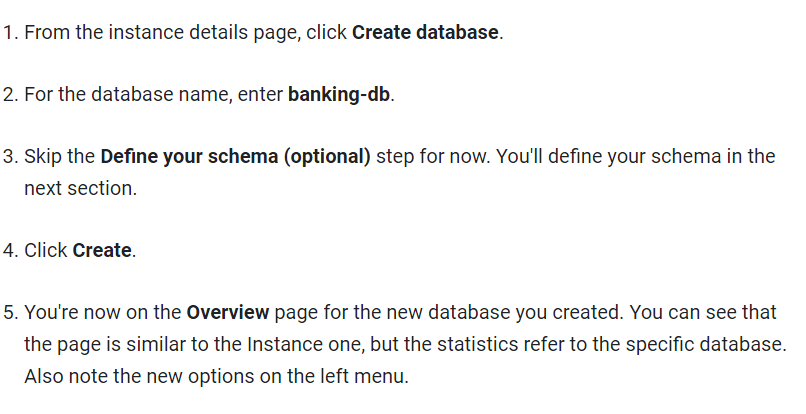 1. From the instance details page, click Create database.
2. For the database name, enter banking-db.
3. Skip the Define your schema (optional) step for now. You'll define your schema in the
next section.
4. Click Create.
5. You're now on the Overview page for the new database you created. You can see that
the page is similar to the Instance one, but the statistics refer to the specific database.
Also note the new options on the left menu.